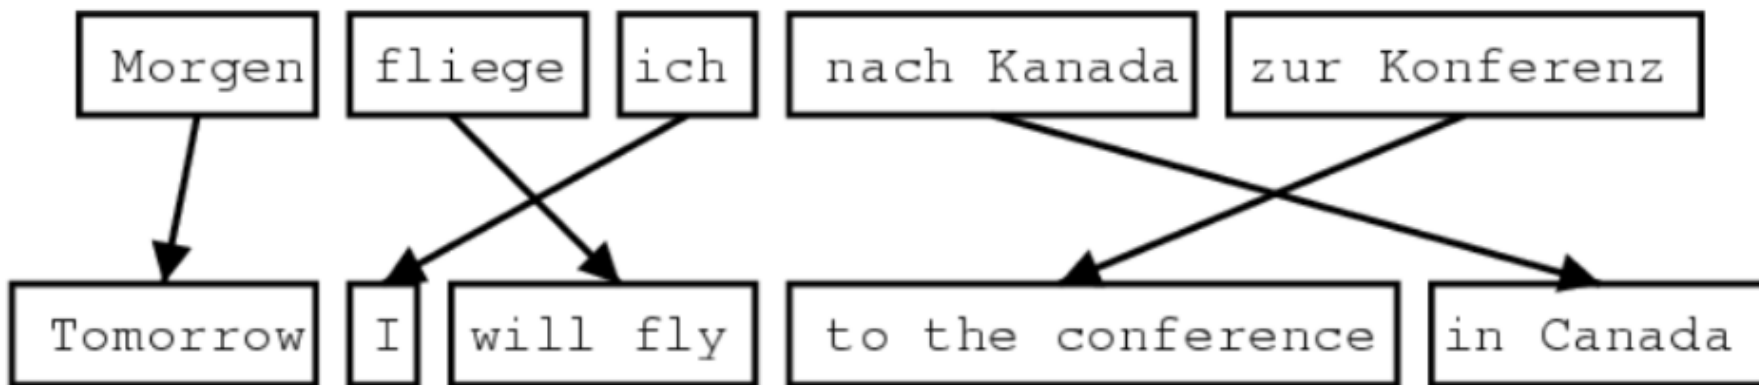 Morgen fliege ich nach Kanada zur Konferenz
Tomorrow I will fly to the conference in Canada